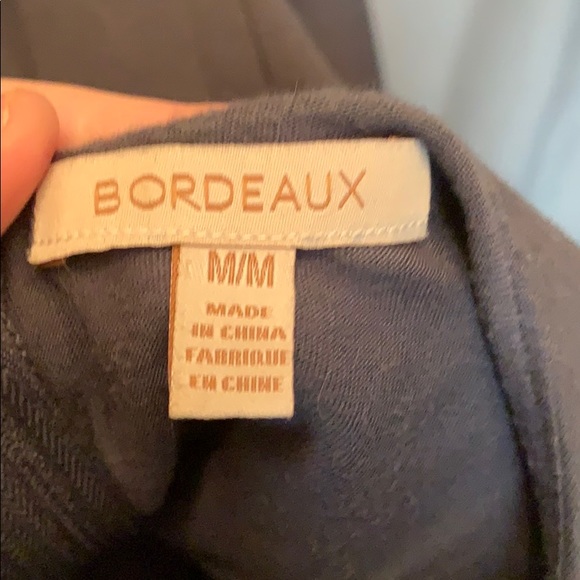 BORDEAUX
M/M
MADE
IN CHINA
FABRIQUE
EN CHINE